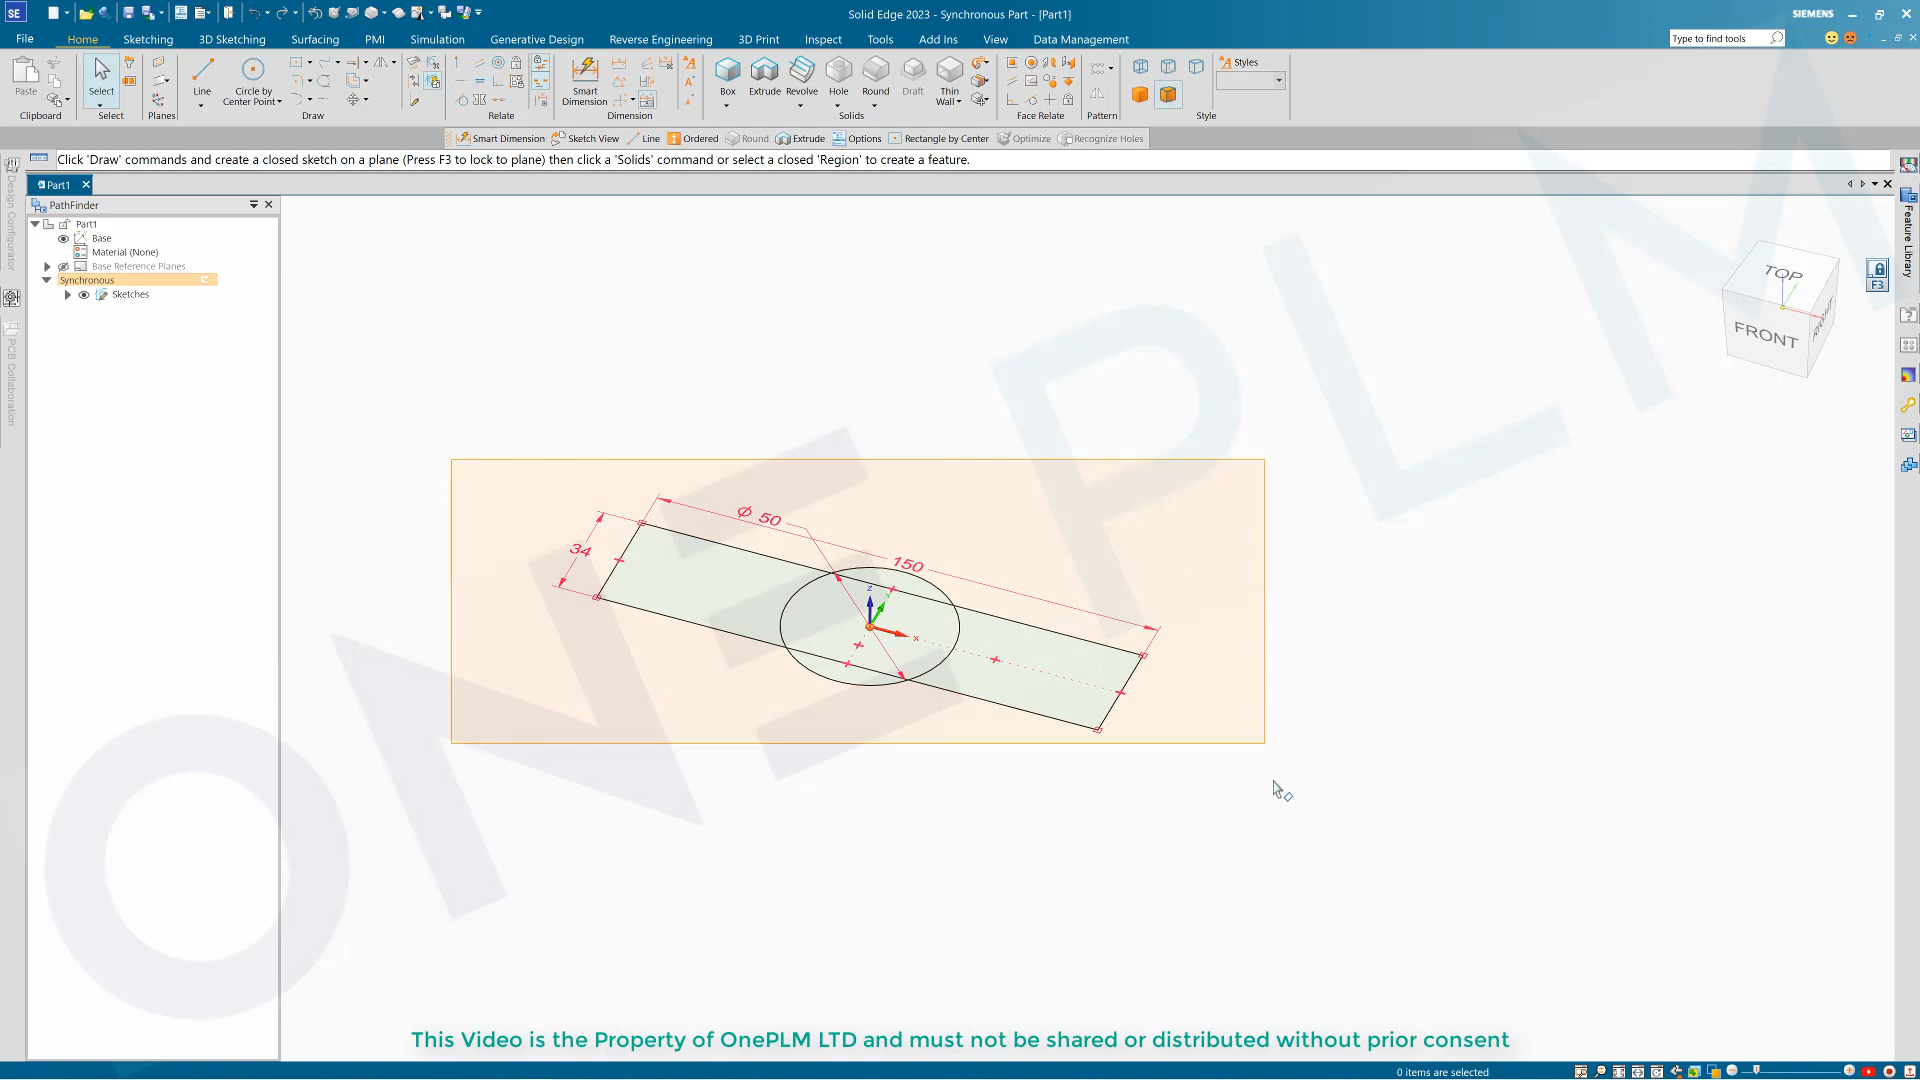 SE
Solid Edge 2023 - Synchronous Part - [Part1]
SIEMENS
File
Home
Sketching
3D Sketching
Surfacing
PMI
Simulation
Generative Design
Reverse Engineering
3D Print
Inspect
Tools
Add Ins
View
Data Management
Type to find tools
Paste
Clipboard
Select
Select
Planes
Line
Circle by
Center Point
Draw
Relate
Smart
Dimension
Dimension
Box
Extrude
Revolve
Hole
Round
Draft
Thin
Wall
Solids
Face Relate
Pattern
Styles
Style
Smart Dimension
Sketch View
Line
Ordered
Round
Extrude
Options
Rectangle by Center
Optimize
Recognize Holes
Click 'Draw' commands and create a closed sketch on a plane (Press F3 to lock to plane) then click a 'Solids' command or select a closed 'Region' to create a feature.
Part1
PathFinder
Part1
Base
Material (None)
Base Reference Planes
Synchronous
Sketches
Design Configurator
PCB Collaboration
Feature Library
TOP
FRONT
RIGHT
F3
ϕ 50
34
150
z
x
ONEPLM
This Video is the Property of OnePLM LTD and must not be shared or distributed without prior consent
0 items are selected